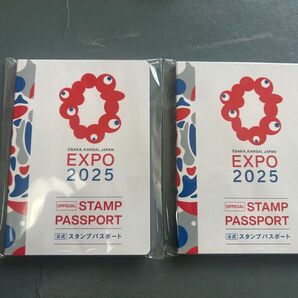 OSAKA, KANSAI, JAPAN
EXPO
2025
OFFICIAL STAMP
PASSPORT
公式 スタンプパスポート
OSAKA, KANSAI, JAPAN
EXPO
2025
OFFICIAL STAMP
PASSPORT
公式 スタンプパスポート